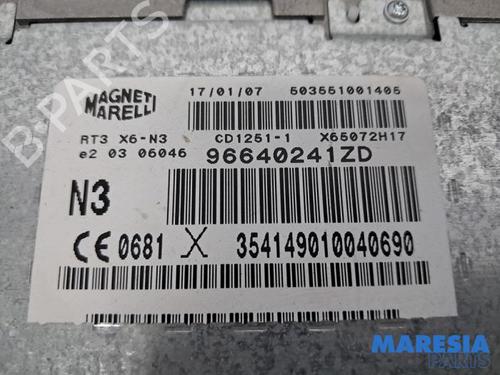 MAGNETI
MARELLI
17/01/07 503551001405
RT3 X6-N3 CD1251-1 X65072H17
e2 03 06046 96640241ZD
N3
CE 0681 X 354149010040690
B-PARTS
MARESIA
PARTS